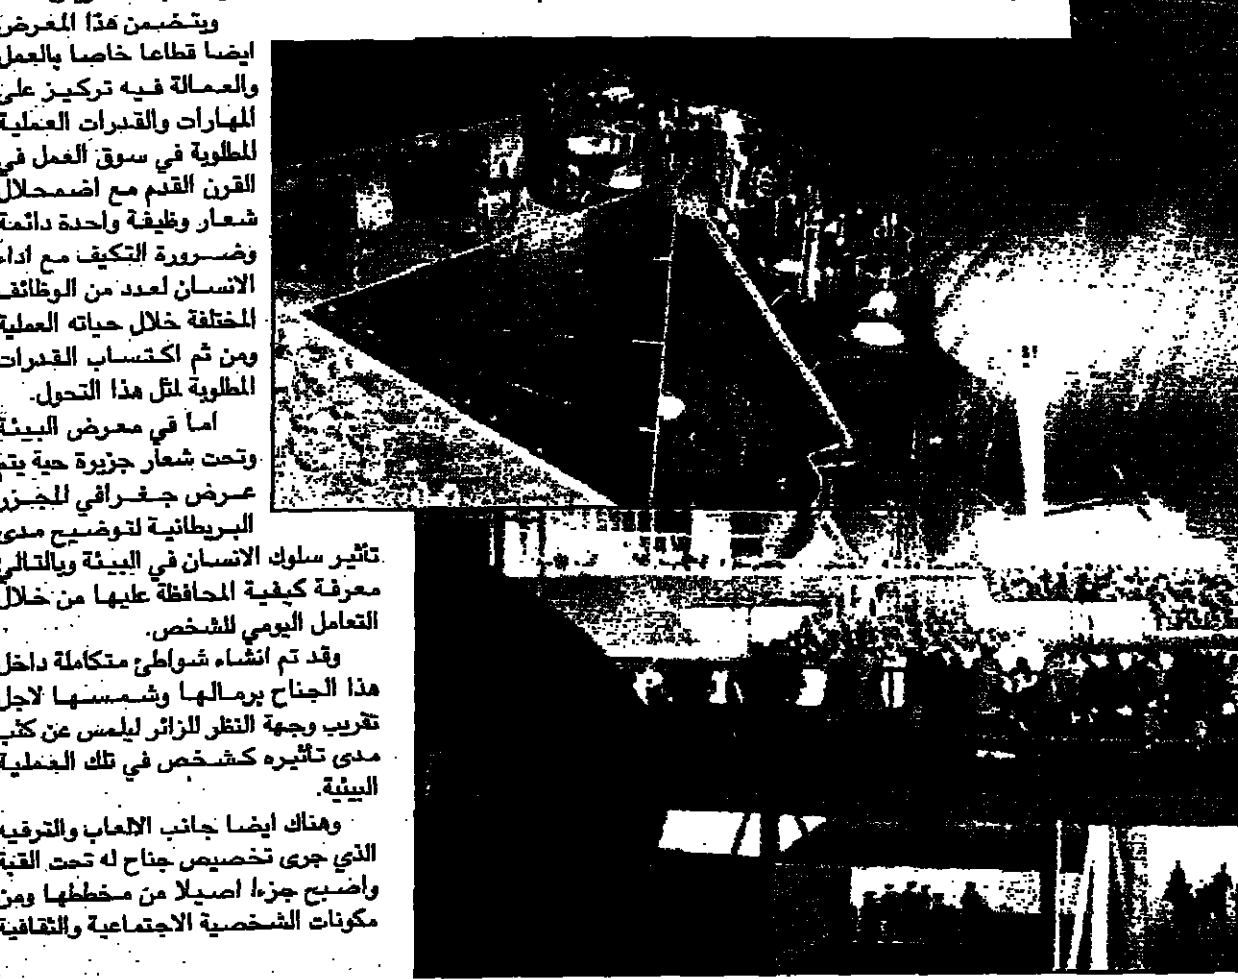 ويتضمن هذا المعرض
ايضا قطاعا خاصا بالعمل
والعمالة فيه تركيز على
المهارات والقدرات العملية
المطلوبة في سوق العمل في
القرن القدم مع اضمحلال
شعار وظيفة واحدة دائمة
وضرورة التكيف مع اداء
الانسان لعدد من الوظائف
المختلفة خلال حياته العملية
ومن ثم اكتساب القدرات
المطلوبة لمثل هذا التحول.
اما في معرض البيئة
وتحت شعار جزيرة حية يتم
عرض جغرافي للجزر
البريطانية لتوضيح مدى
تأثير سلوك الانسان في البيئة وبالتالي
معرفة كيفية المحافظة عليها من خلال
التعامل اليومي للشخص.
وقد تم انشاء شواطئ متكاملة داخل
هذا الجناح برمالها وشمسها لاجل
تقريب وجهة النظر للزائر ليلمس عن كثب
مدى تأثيره كشخص في تلك العملية
البيئية.
وهناك ايضا جانب الالعاب والترفيه
الذي جرى تخصيص جناح له تحت القبة
واصبح جزءا اصيلا من مخططها ومن
مكونات الشخصية الاجتماعية والثقافية